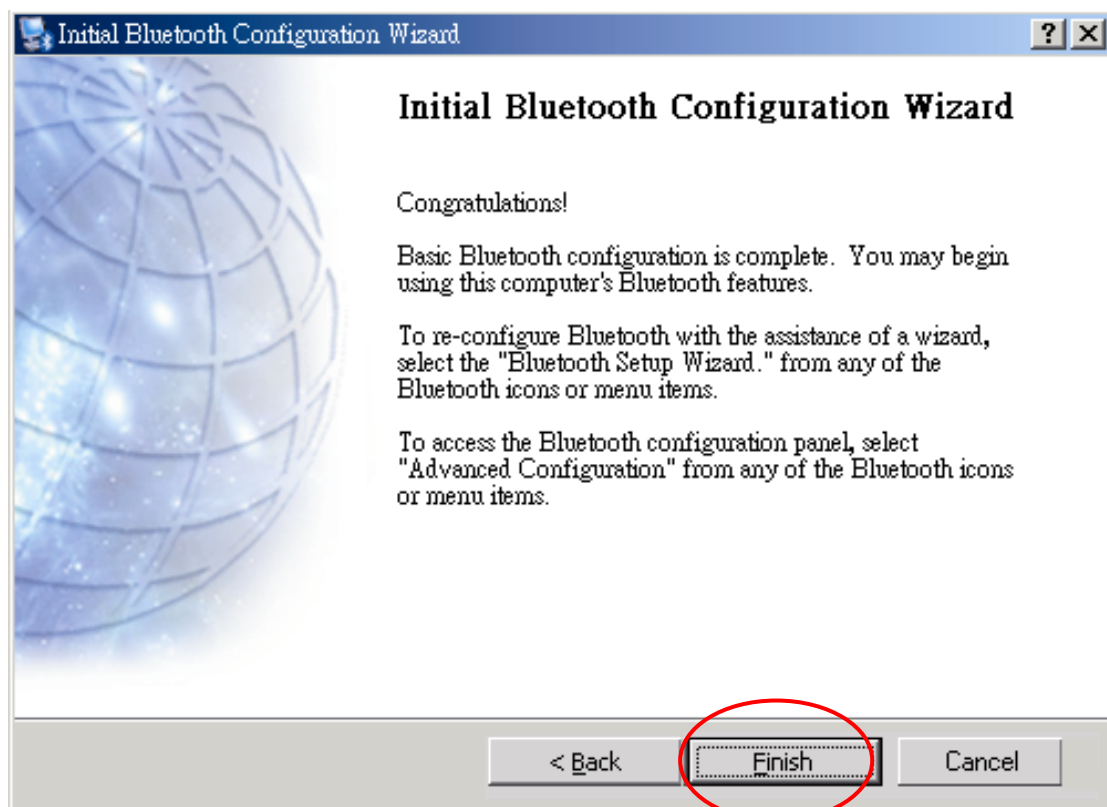 Initial Bluetooth Configuration Wizard
Initial Bluetooth Configuration Wizard
Congratulations!
Basic Bluetooth configuration is complete.  You may begin
using this computer's Bluetooth features.
To re-configure Bluetooth with the assistance of a wizard,
select the "Bluetooth Setup Wizard." from any of the
Bluetooth icons or menu items.
To access the Bluetooth configuration panel, select
"Advanced Configuration" from any of the Bluetooth icons
or menu items.
< Back
Finish
Cancel